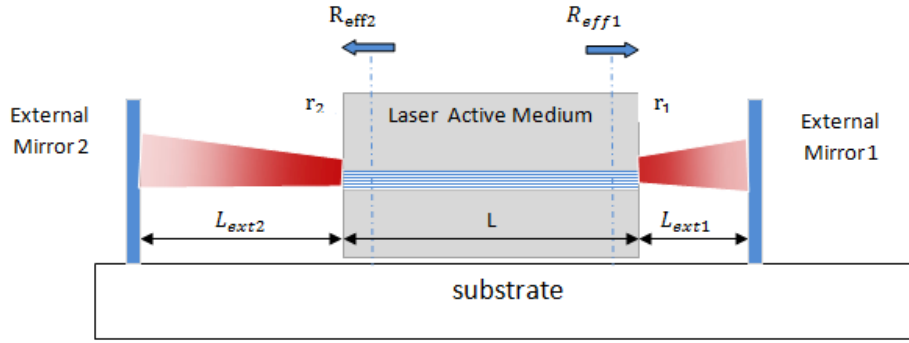 R_eff2
R_eff1
r_2
r_1
External
Mirror 2
Laser Active Medium
External
Mirror 1
L_ext2
L
L_ext1
substrate